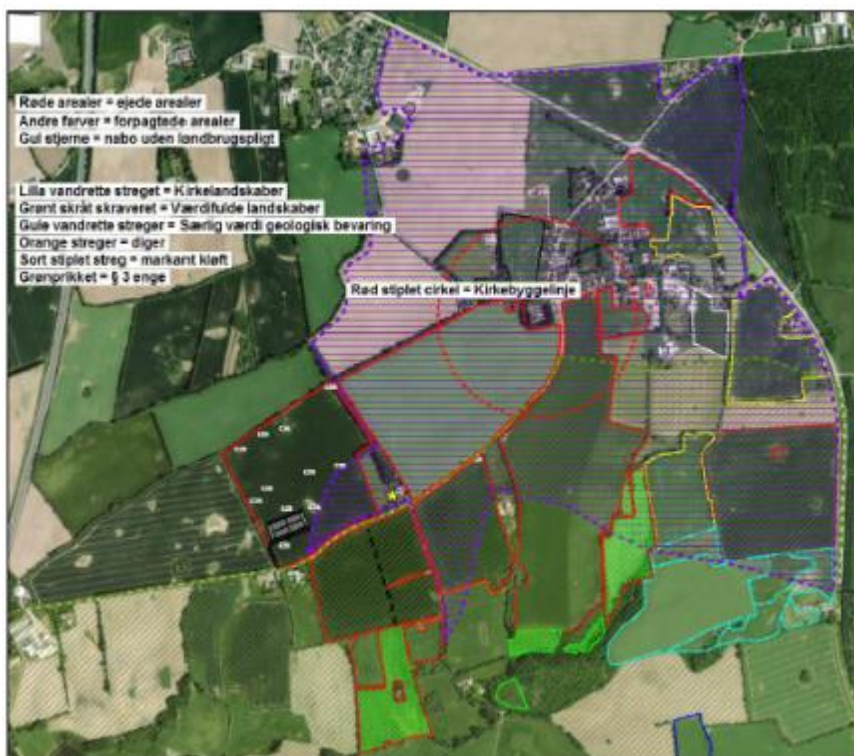 Røde arealer = ejede arealer
Andre farver = forpagtede arealer
Gul stjerne = nabo uden landbrugspligt
Lilla vandrette streget = Kirkelandskaber
Grønt skråt skraveret = Værdifulde landskaber
Gule vandrette streger = Særlig værdi geologisk bevaring
Orange streger = diger
Sort stiplet streg = markant kløft
Grønprikket = § 3 enge
Rød stiplet cirkel = Kirkebyggelinje